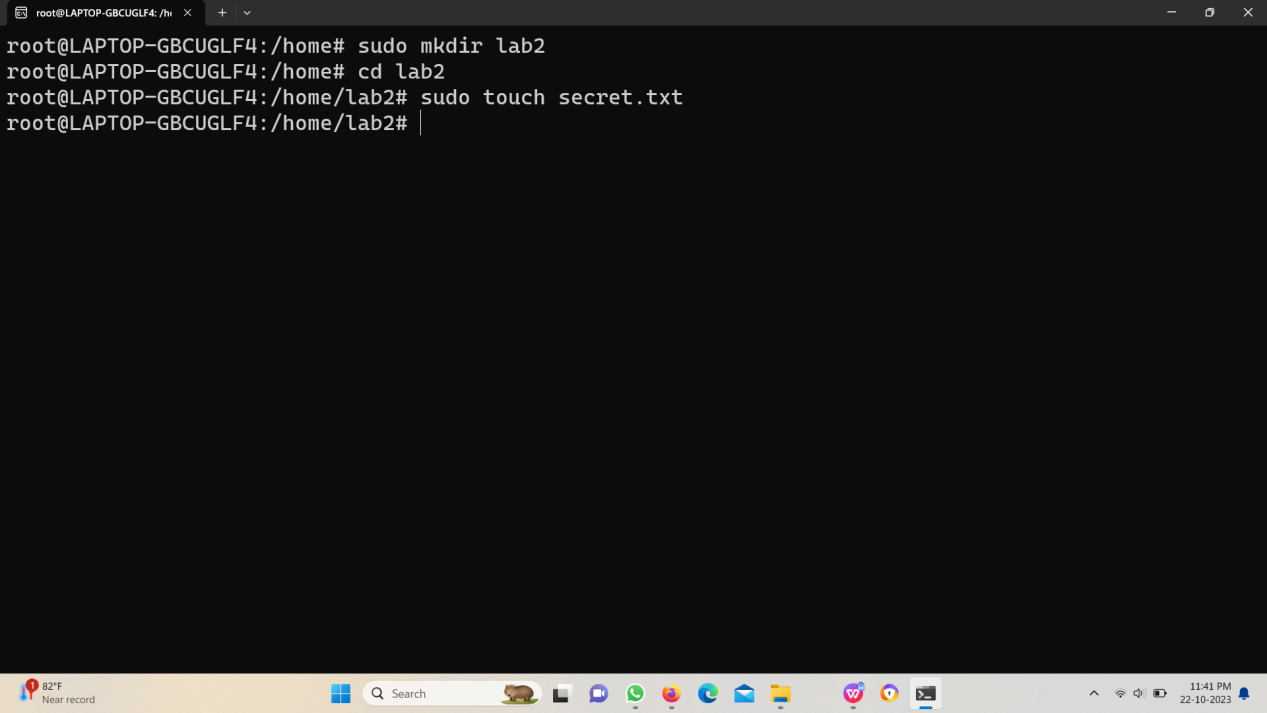 root@LAPTOP-GBCUGLF4: /h
root@LAPTOP-GBCUGLF4:/home# sudo mkdir lab2
root@LAPTOP-GBCUGLF4:/home# cd lab2
root@LAPTOP-GBCUGLF4:/home/lab2# sudo touch secret.txt
root@LAPTOP-GBCUGLF4:/home/lab2#
1
82°F
Near record
Search
11:41 PM
22-10-2023